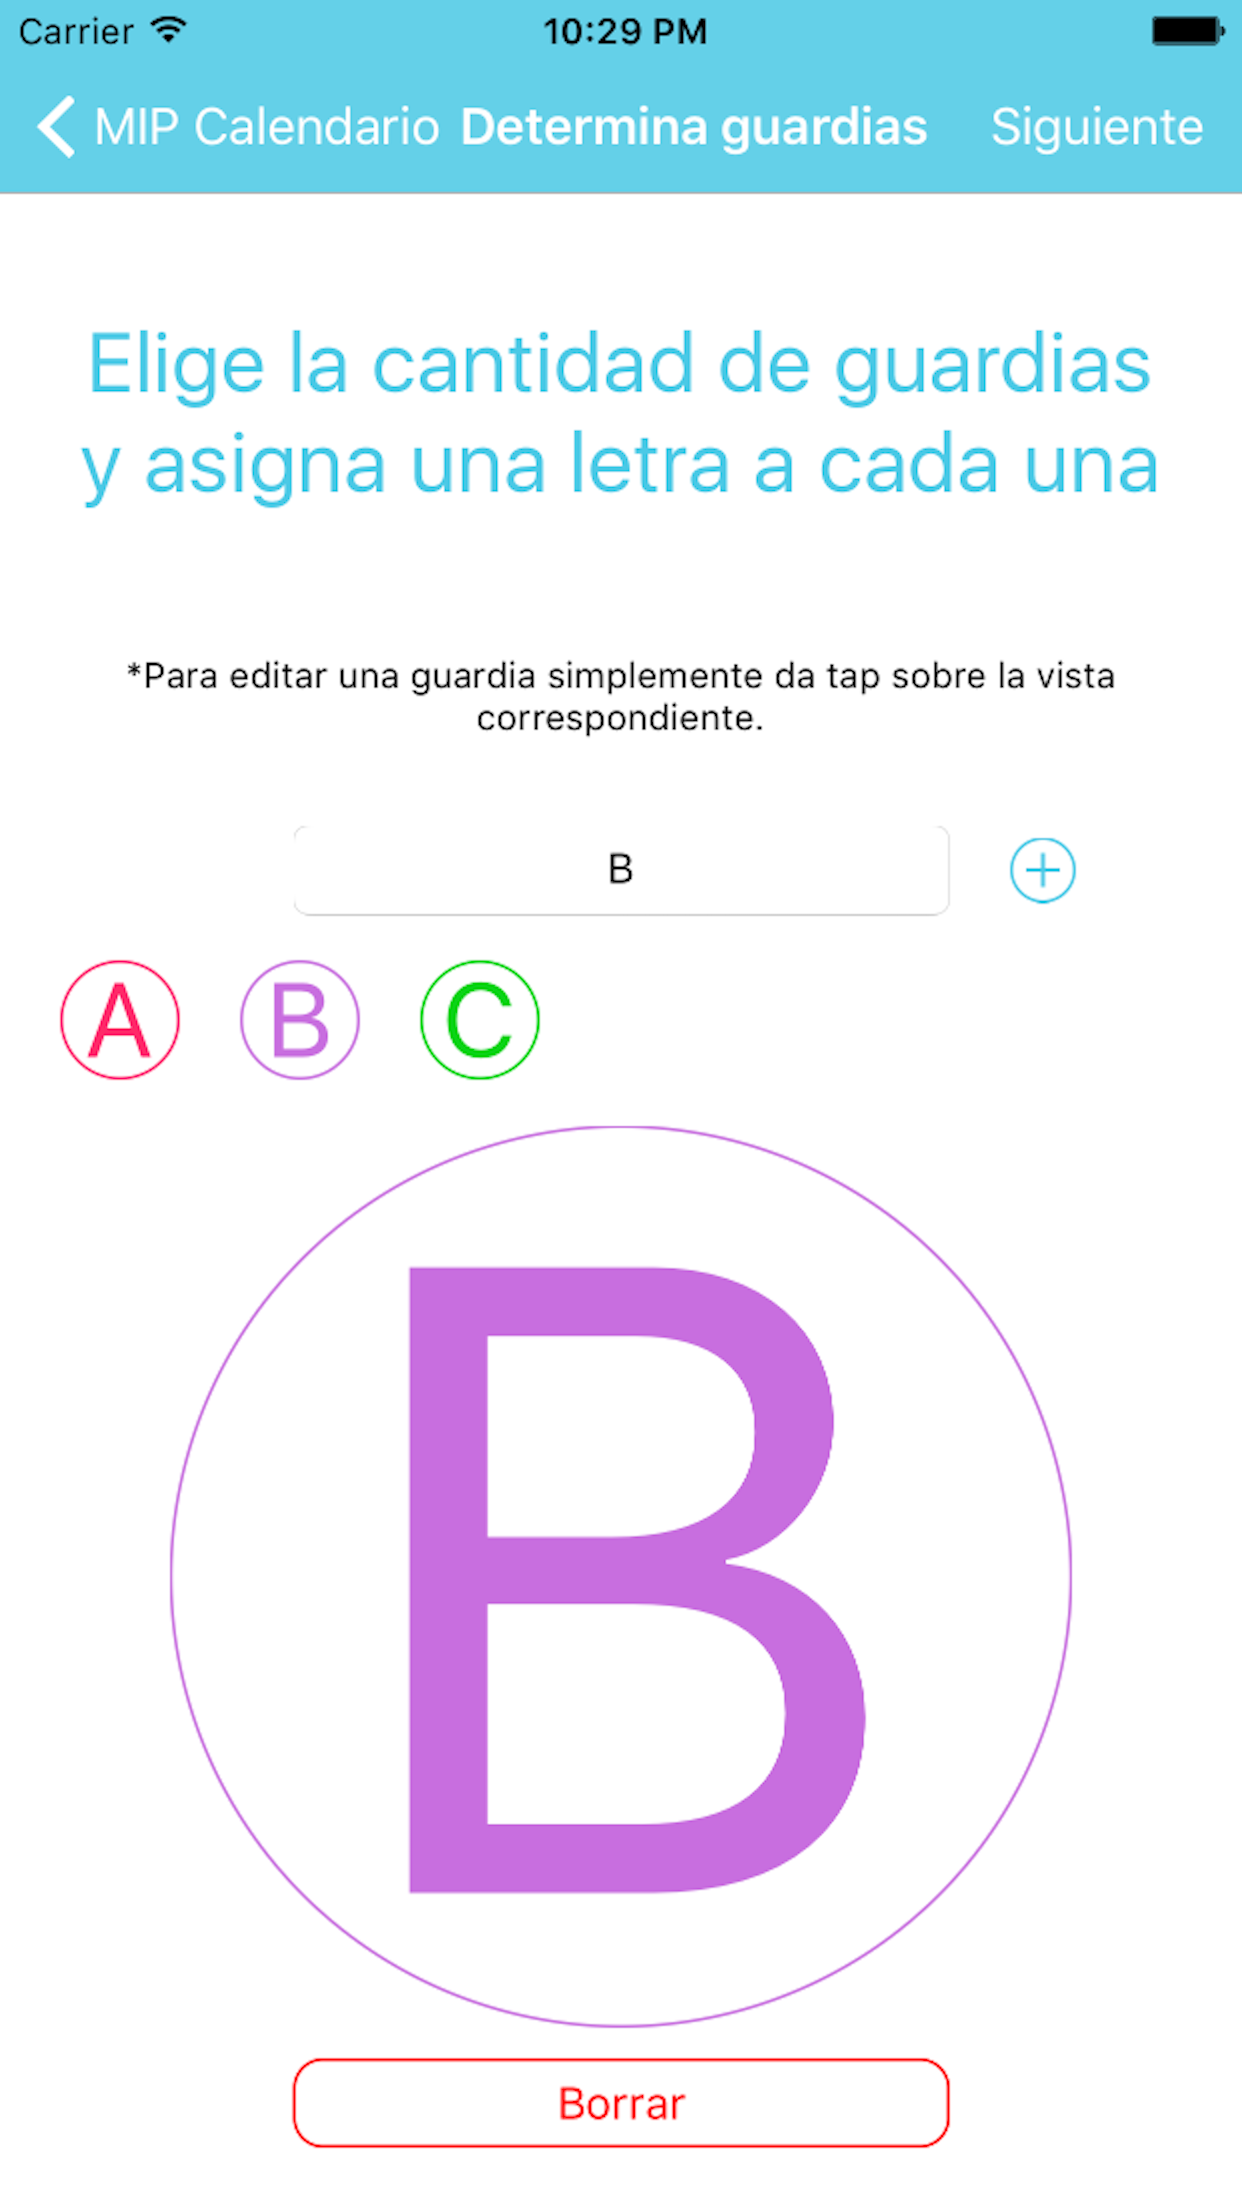 Carrier 10:29 PM
MIP Calendario Determina guardias Siguiente
Elige la cantidad de guardias
y asigna una letra a cada una
*Para editar una guardia simplemente da tap sobre la vista
correspondiente.
B
A B C
B
Borrar